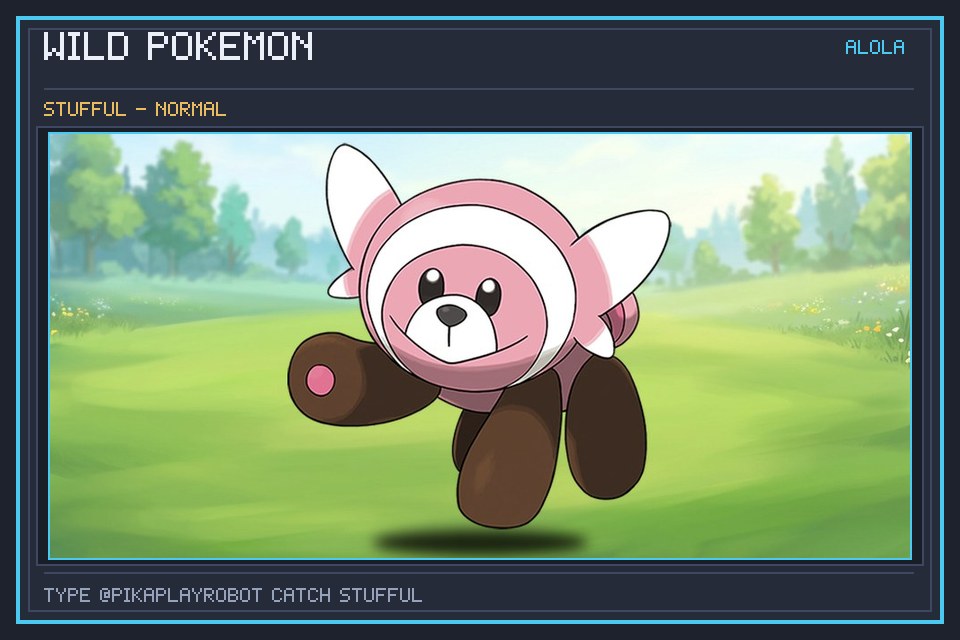 WILD POKEMON
ALOLA
STUFFUL - NORMAL
TYPE @PIKAPLAYROBOT CATCH STUFFUL